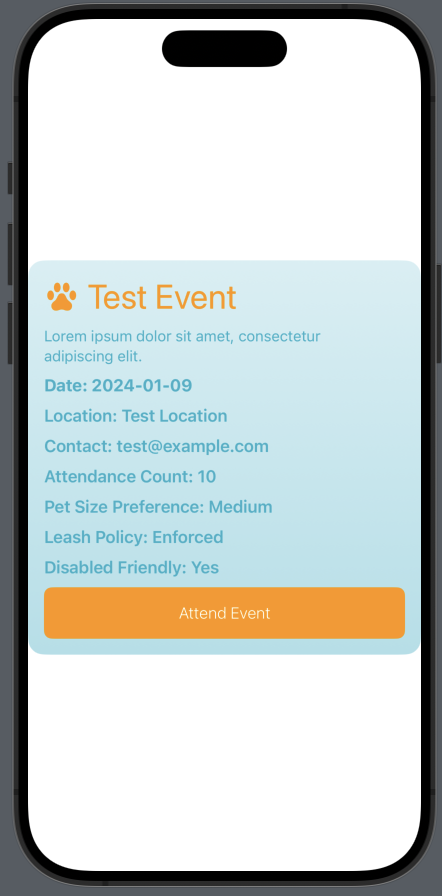 Test Event
Lorem ipsum dolor sit amet, consectetur
adipiscing elit.
Date: 2024-01-09
Location: Test Location
Contact: test@example.com
Attendance Count: 10
Pet Size Preference: Medium
Leash Policy: Enforced
Disabled Friendly: Yes
Attend Event